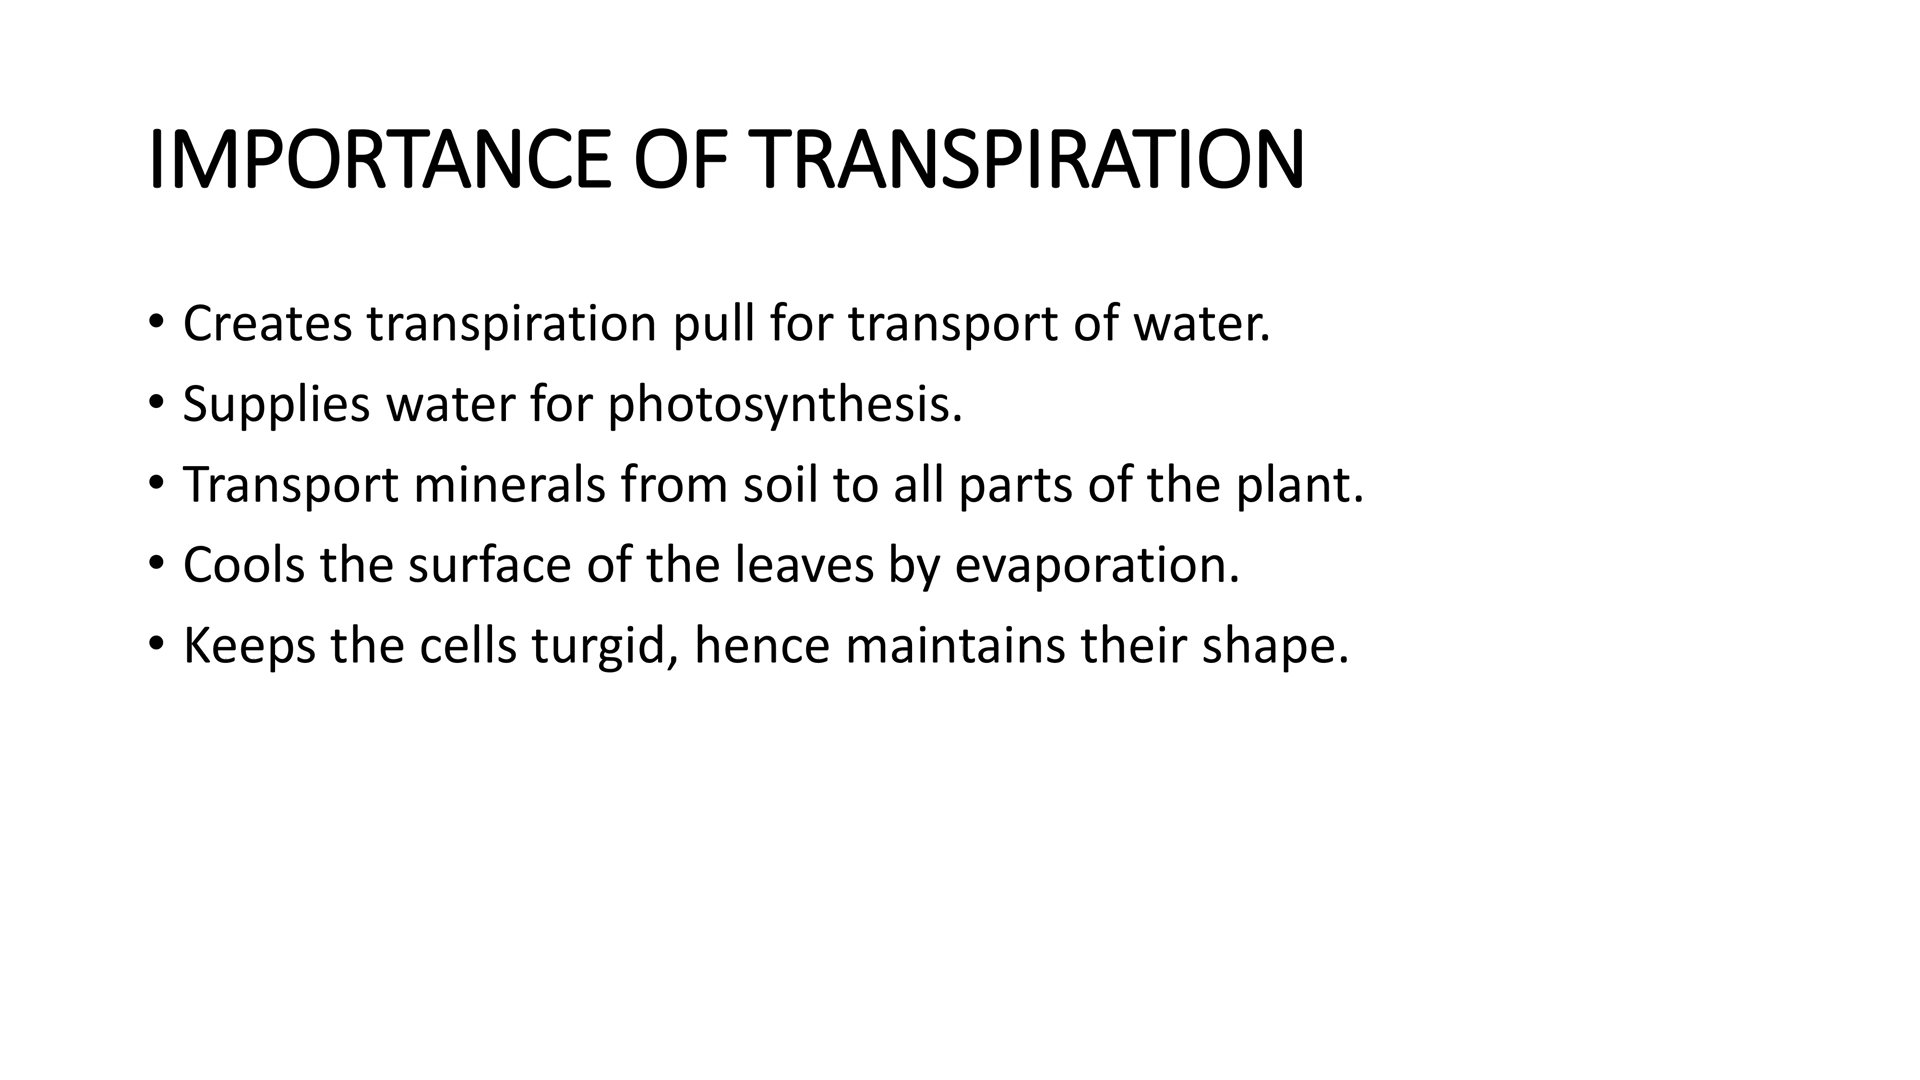 IMPORTANCE OF TRANSPIRATION
• Creates transpiration pull for transport of water.
• Supplies water for photosynthesis.
• Transport minerals from soil to all parts of the plant.
• Cools the surface of the leaves by evaporation.
• Keeps the cells turgid, hence maintains their shape.